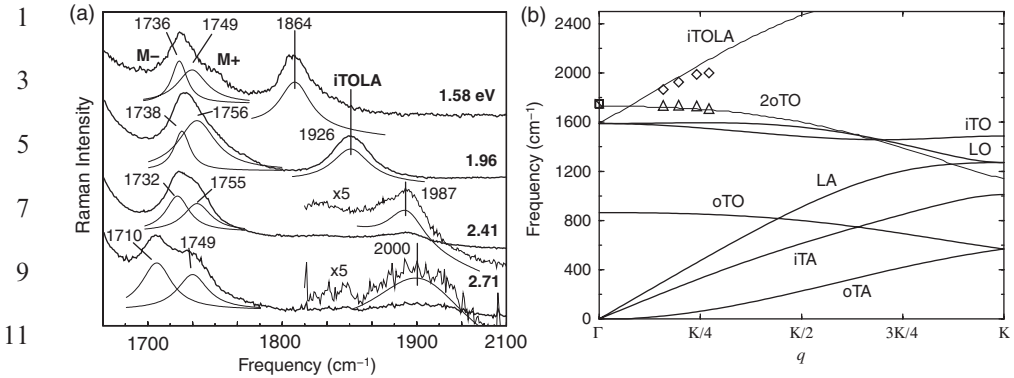 1
3
5
7
9
11
(a)
1736 1749 1864
M− M+
1.58 eV
iTOLA
1738 1756 1926
1.96
1732 1755 x5 1987
2.41
1710 1749 x5 2000
2.71
Raman Intensity
1700 1800 1900 2100
Frequency (cm−1)
(b)
2400
2000
1600
1200
800
400
0
Frequency (cm−1)
iTOLA
2oTO
iTO
LO
LA
oTO
iTA
oTA
Γ K/4 K/2 3K/4 K
q